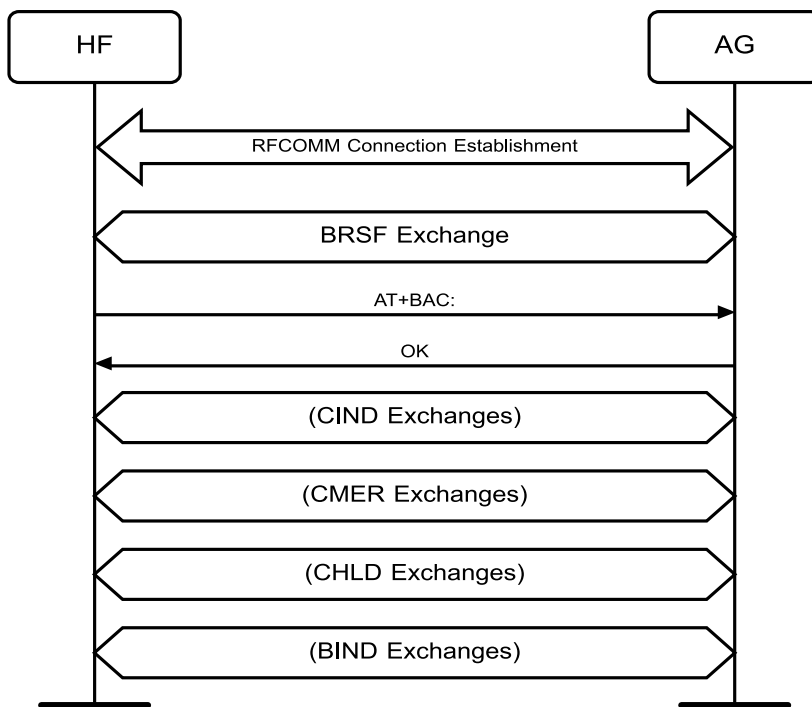 HF
AG
RFCOMM Connection Establishment
BRSF Exchange
AT+BAC:
OK
(CIND Exchanges)
(CMER Exchanges)
(CHLD Exchanges)
(BIND Exchanges)